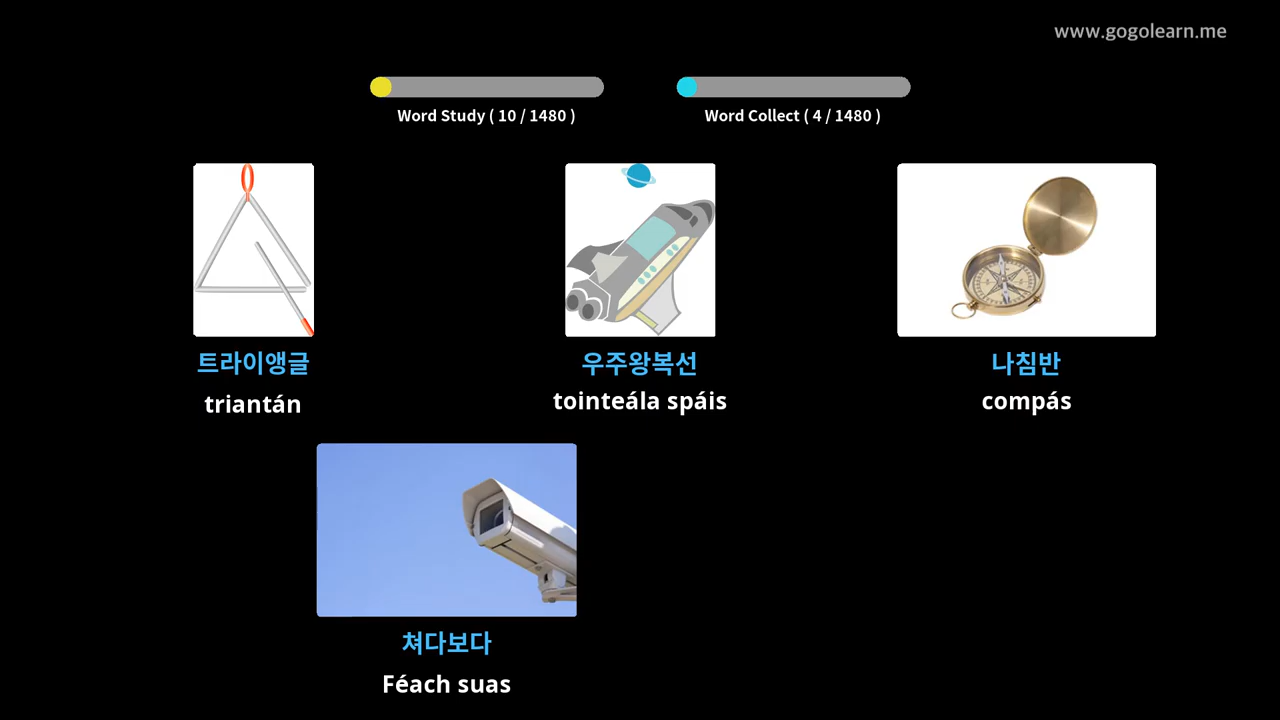 www.gogolearn.me
Word Study ( 10 / 1480 )
Word Collect ( 4 / 1480 )
트라이앵글
triantán
우주왕복선
tointeála spáis
나침반
compás
쳐다보다
Féach suas